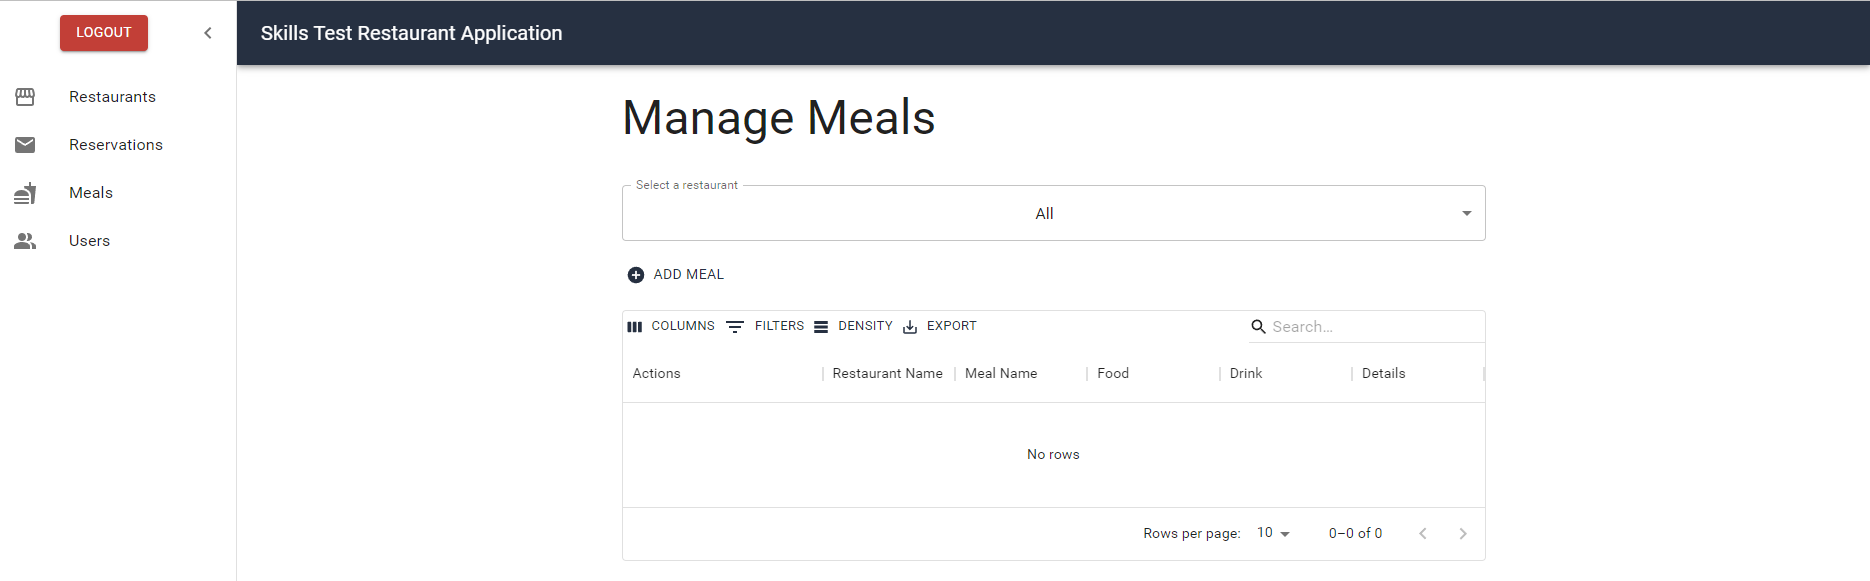 LOGOUT
Skills Test Restaurant Application
Restaurants
Reservations
Meals
Users
Manage Meals
Select a restaurant
All
ADD MEAL
COLUMNS FILTERS DENSITY EXPORT Search...
Actions Restaurant Name Meal Name Food Drink Details
No rows
Rows per page: 10 0–0 of 0